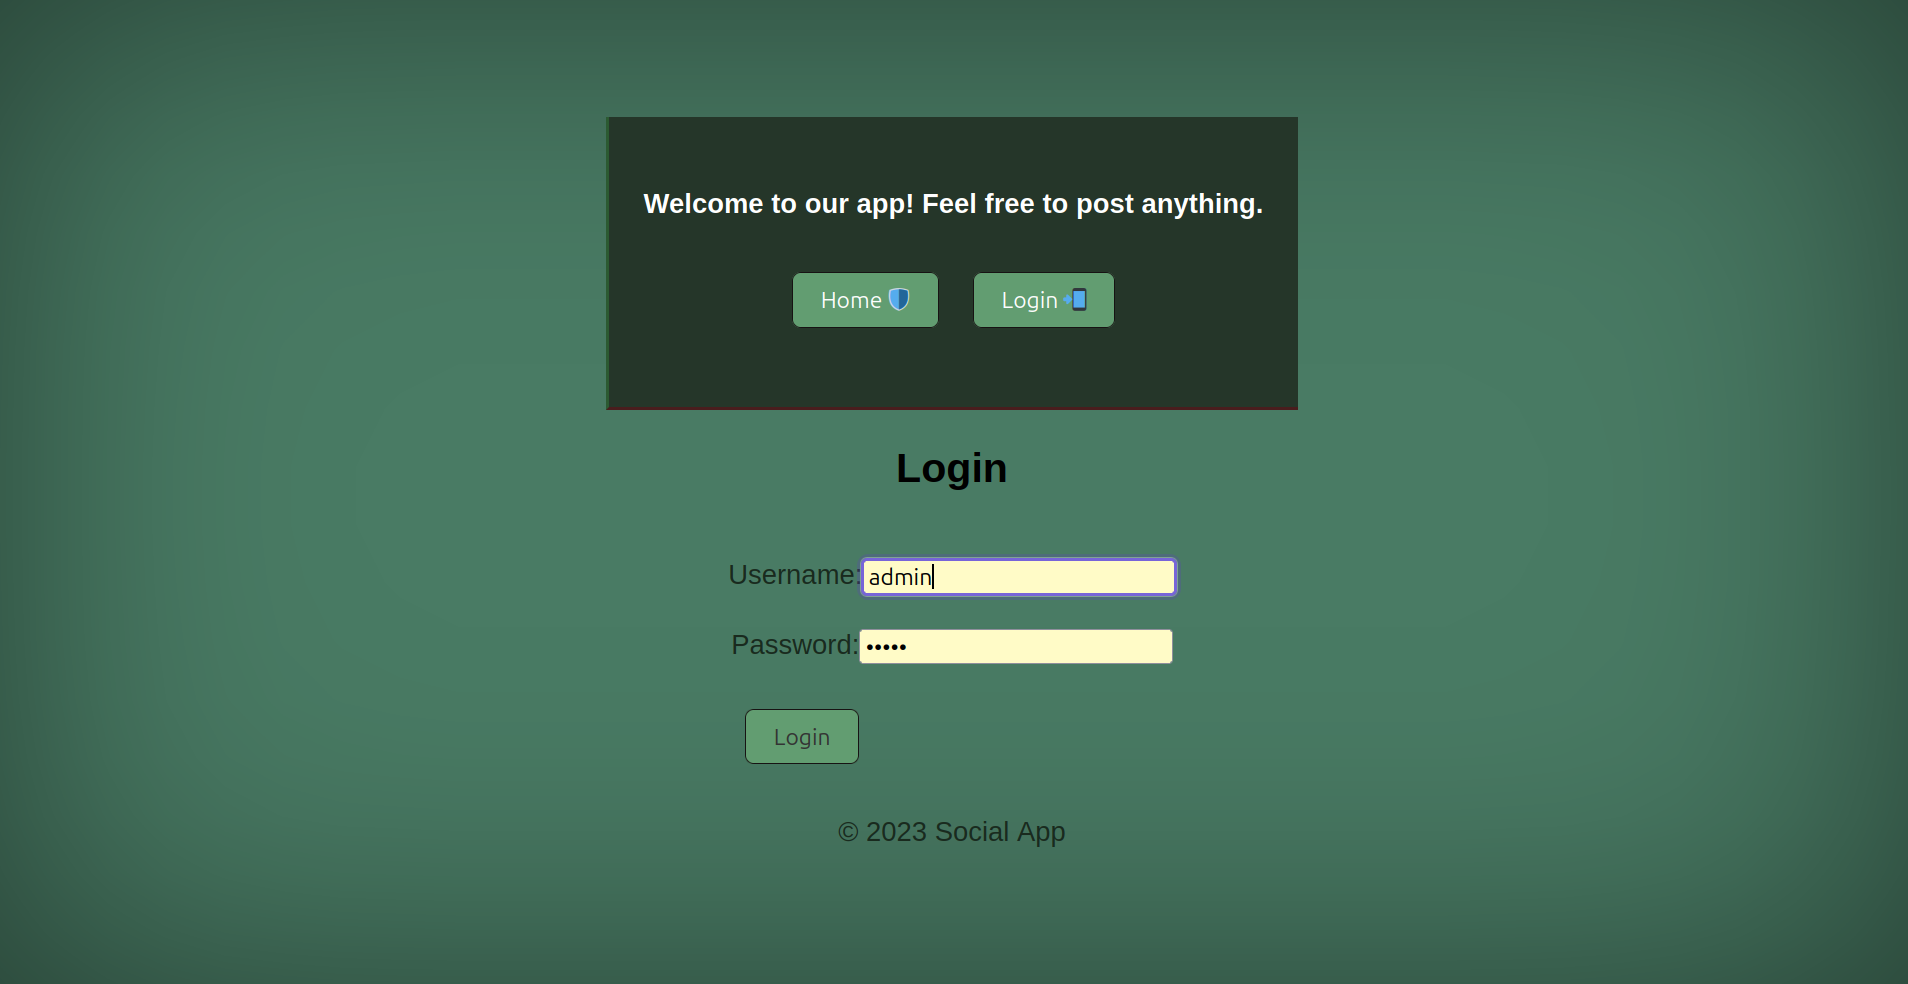 Welcome to our app! Feel free to post anything.
Home Login
Login
Username: admin
Password: •••••
Login
© 2023 Social App